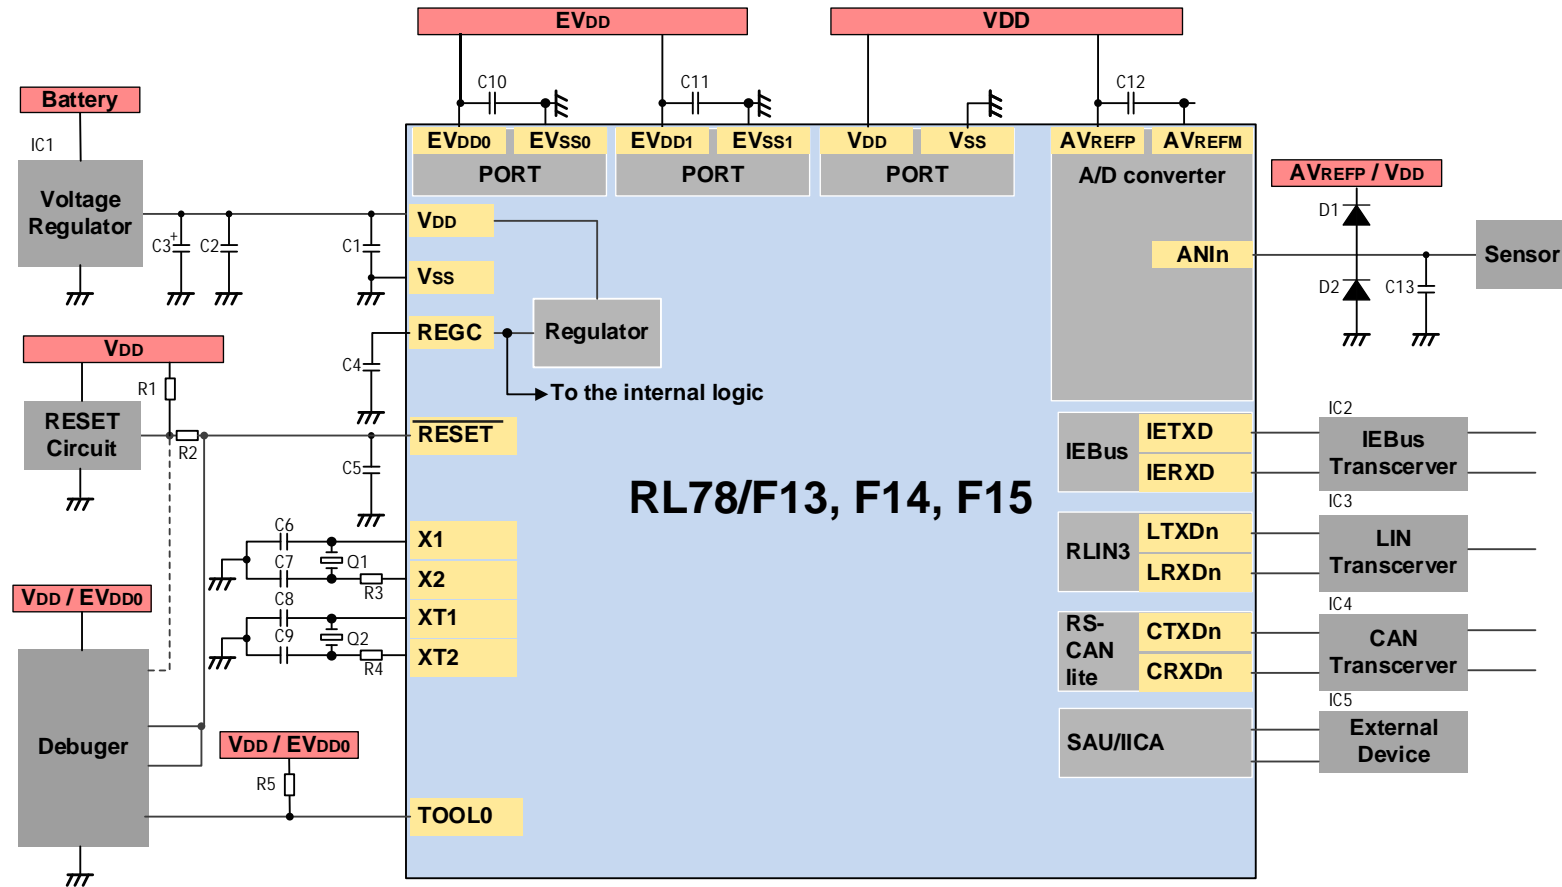 EVDD
VDD
C10
C11
C12
Battery
IC1
Voltage
Regulator
C3
+
C2
C1
EVDD0
EVSS0
PORT
EVDD1
EVSS1
PORT
VDD
VSS
PORT
AVREFP
AVREFM
A/D converter
ANIn
AVREFP / VDD
D1
D2
C13
Sensor
VDD
VSS
REGC
Regulator
To the internal logic
C4
VDD
R1
RESET
Circuit
R2
C5
RESET
RL78/F13, F14, F15
C6
C7
Q1
R3
X1
X2
C8
C9
Q2
R4
XT1
XT2
VDD / EVDD0
Debuger
VDD / EVDD0
R5
TOOL0
IEBus
IETXD
IERXD
IC2
IEBus
Transcerver
RLIN3
LTXDn
LRXDn
IC3
LIN
Transcerver
RS-
CAN
lite
CTXDn
CRXDn
IC4
CAN
Transcerver
SAU/IICA
IC5
External
Device